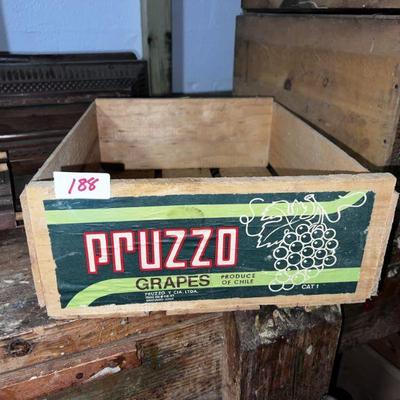 188
PRUZZO
GRAPES
PRODUCE
OF CHILE
PRUZZO Y CIA. LTDA.
CAT 1